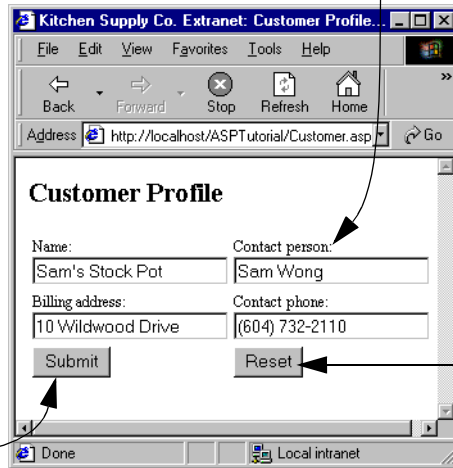 Kitchen Supply Co. Extranet: Customer Profile...
File Edit View Favorites Tools Help
Back Forward Stop Refresh Home »
Address http://localhost/ASPTutorial/Customer.asp Go
Customer Profile
Name: Contact person:
Sam's Stock Pot Sam Wong
Billing address: Contact phone:
10 Wildwood Drive (604) 732-2110
Submit Reset
Done Local intranet